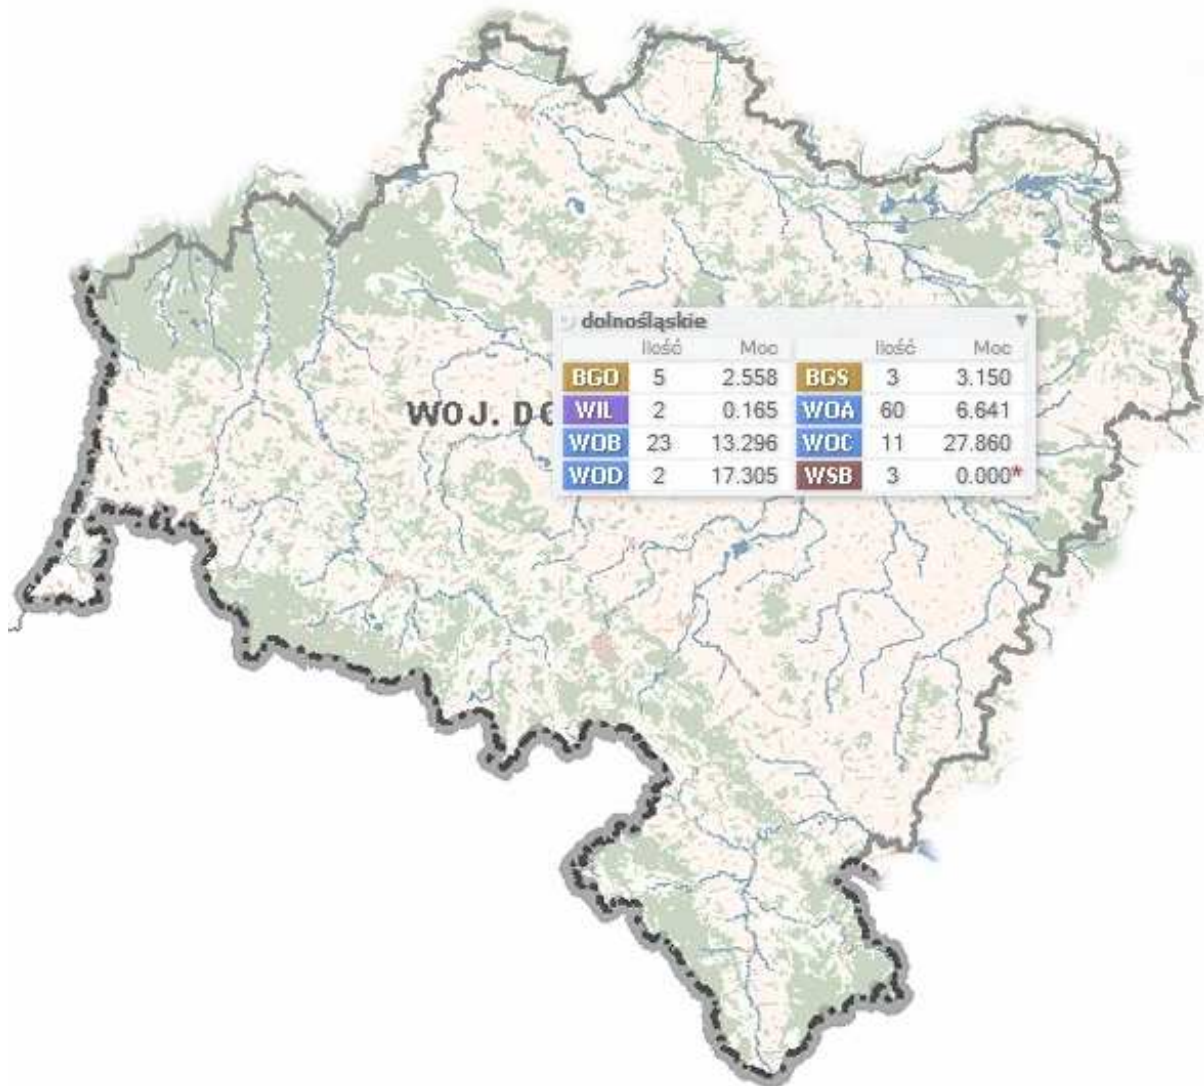 dolnośląskie
Ilość Moc Ilość Moc
BGO 5 2.558 BGS 3 3.150
WIL 2 0.165 WOA 60 6.641
WOJ. DO
WOB 23 13.296 WOC 11 27.860
WOD 2 17.305 WSB 3 0.000*